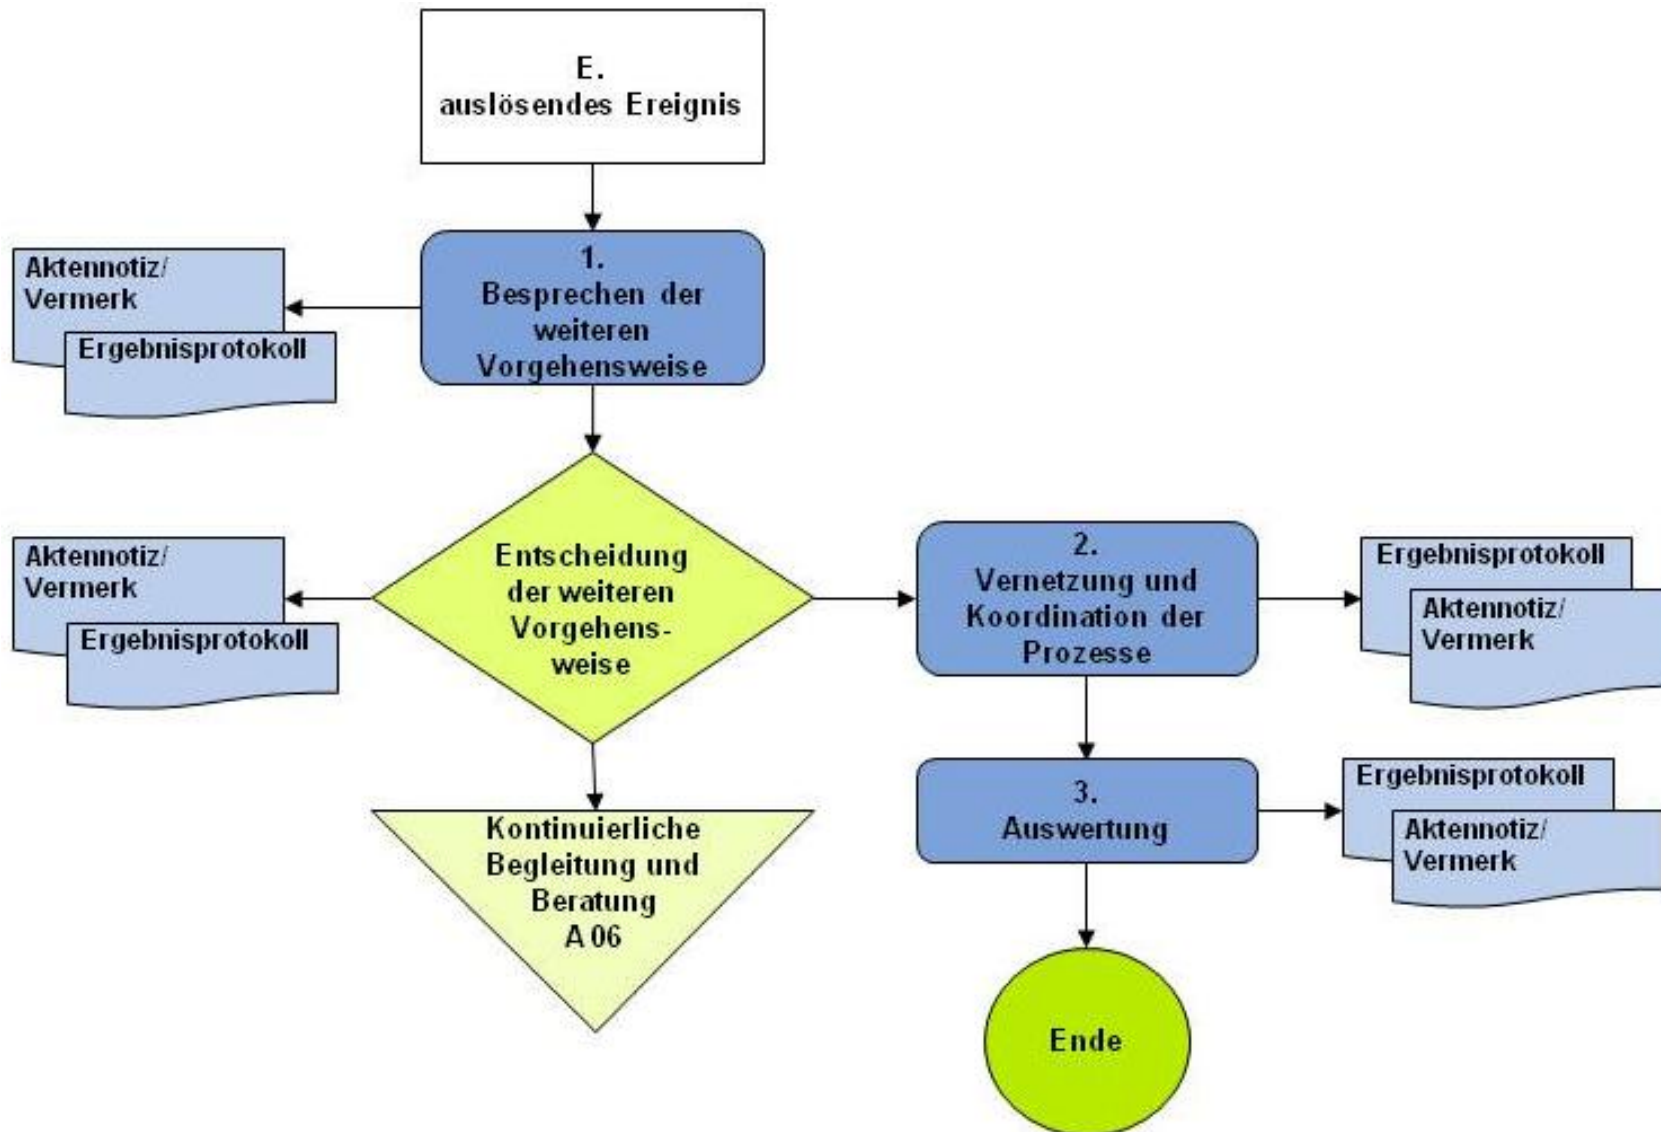 E.
auslösendes Ereignis
1.
Besprechen der
weiteren
Vorgehensweise
Aktennotiz/
Vermerk
Ergebnisprotokoll
Entscheidung
der weiteren
Vorgehens-
weise
Aktennotiz/
Vermerk
Ergebnisprotokoll
2.
Vernetzung und
Koordination der
Prozesse
Ergebnisprotokoll
Aktennotiz/
Vermerk
Kontinuierliche
Begleitung und
Beratung
A 06
3.
Auswertung
Ergebnisprotokoll
Aktennotiz/
Vermerk
Ende